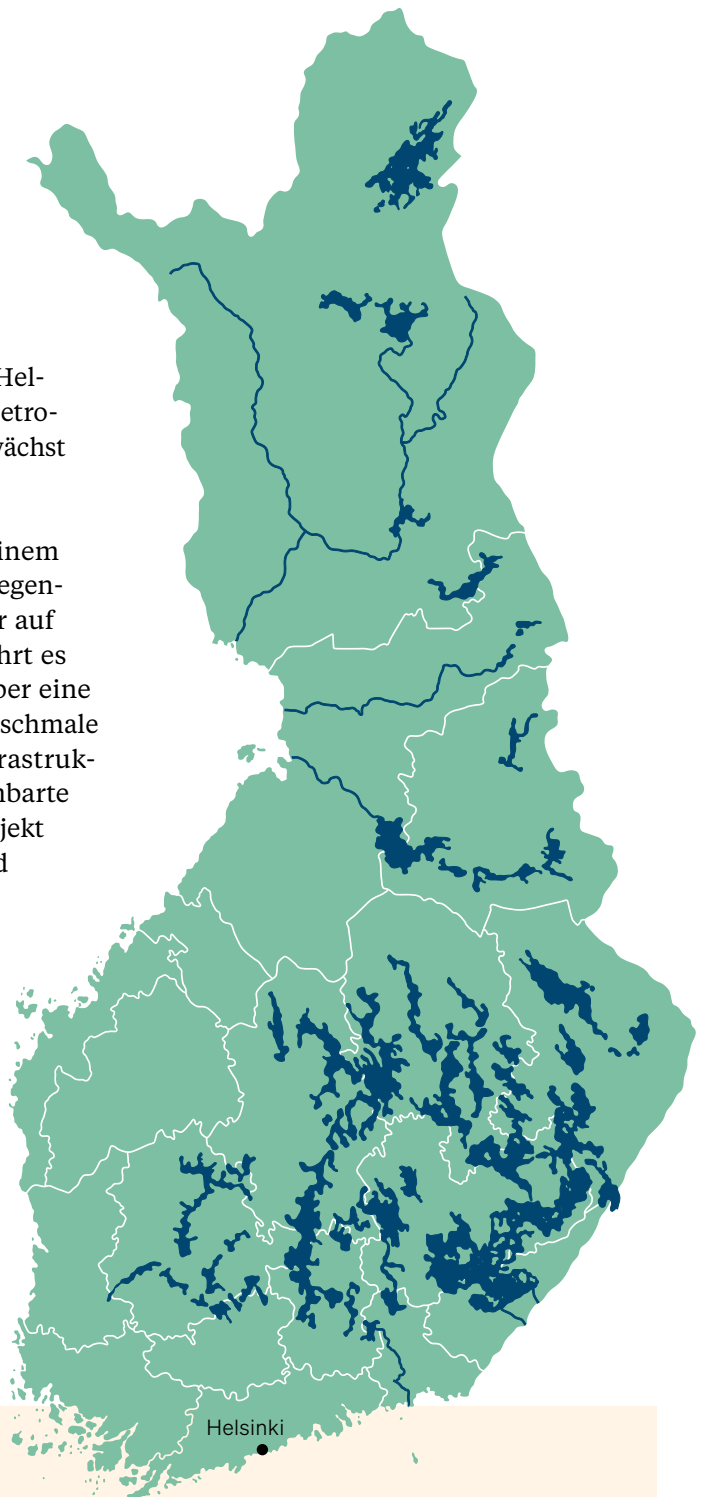 Hel-
etro-
ächst
inem
egen-
r auf
hrt es
ber eine
schmale
rastruk-
nbarte
jekt
d
Helsinki